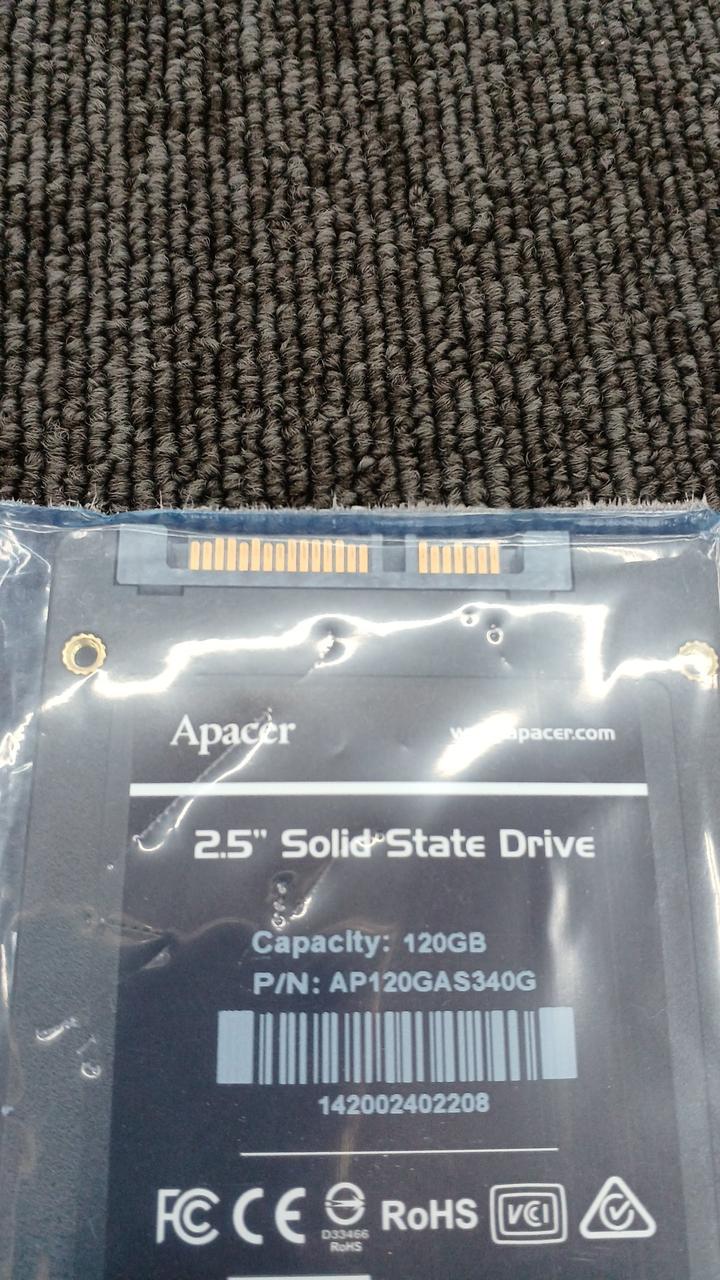 Apacer
apacer.com
2.5" Solid State Drive
Capacity: 120GB
P/N: AP120GAS340G
142002402208
FC CE RoHS VCI
D33466
RoHS